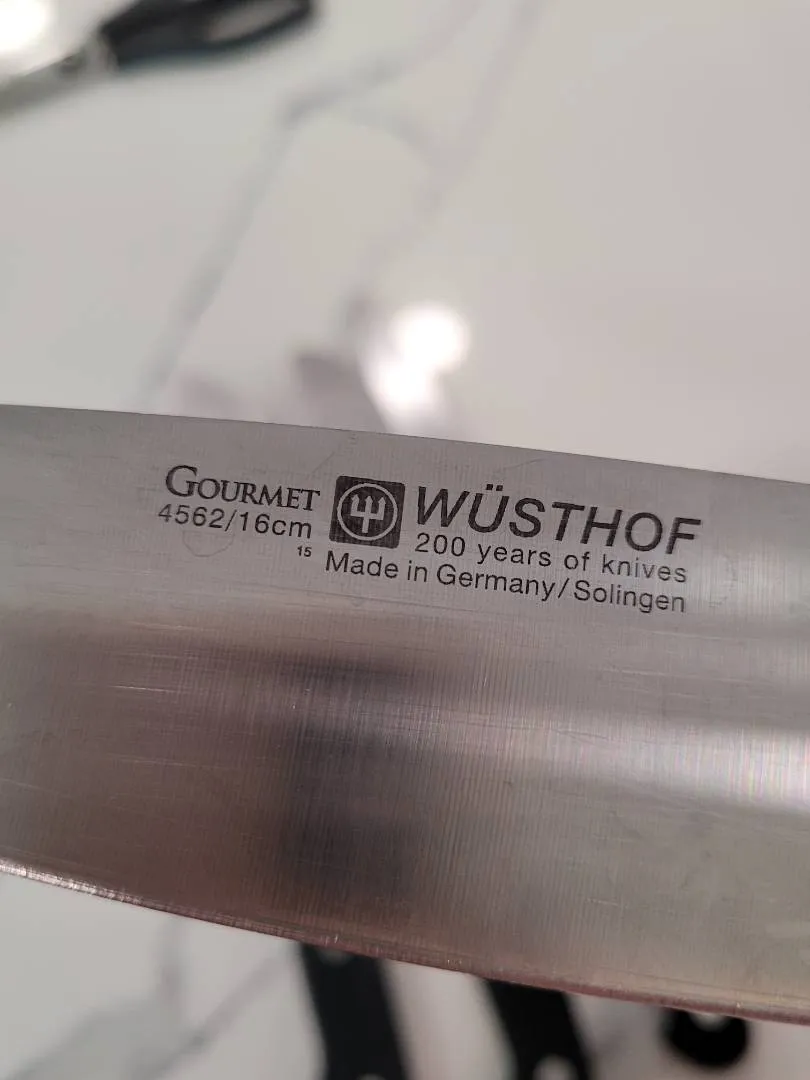 GOURMET WÜSTHOF
4562/16cm 200 years of knives
15 Made in Germany/Solingen